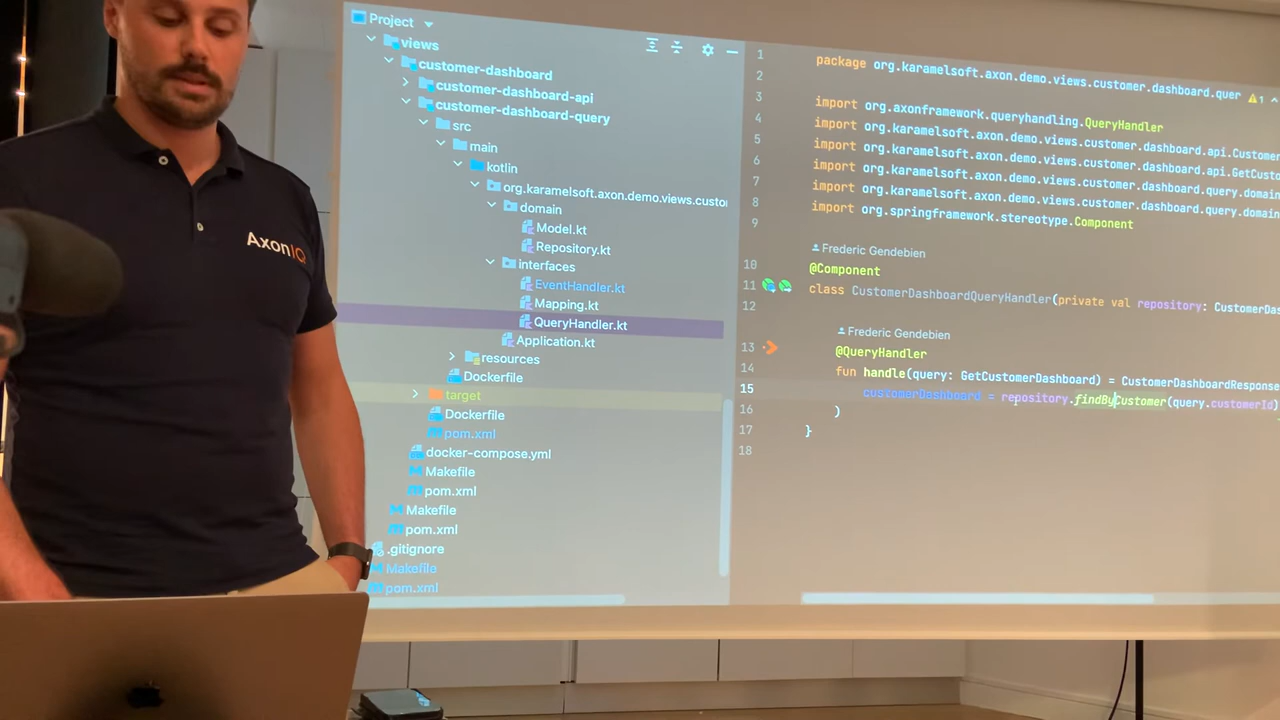 AxonIQ
Project
views
customer-dashboard
customer-dashboard-api
customer-dashboard-query
src
main
kotlin
org.karamelsoft.axon.demo.views.custo
domain
Model.kt
Repository.kt
interfaces
EventHandler.kt
Mapping.kt
QueryHandler.kt
Application.kt
resources
Dockerfile
target
Dockerfile
pom.xml
docker-compose.yml
Makefile
pom.xml
Makefile
pom.xml
.gitignore
Makefile
pom.xml
1 package org.karamelsoft.axon.demo.views.customer.dashboard.quer 1
2
3 import org.axonframework.queryhandling.QueryHandler
4 import org.karamelsoft.axon.demo.views.customer.dashboard.api.Custome
5 import org.karamelsoft.axon.demo.views.customer.dashboard.api.GetCusto
6 import org.karamelsoft.axon.demo.views.customer.dashboard.query.domain
7 import org.karamelsoft.axon.demo.views.customer.dashboard.query.domain
8 import org.springframework.stereotype.Component
9
Frederic Gendebien
10 @Component
11 class CustomerDashboardQueryHandler(private val repository: CustomerDas
12
Frederic Gendebien
13 @QueryHandler
14 fun handle(query: GetCustomerDashboard) = CustomerDashboardResponse
15 customerDashboard = repository.findByCustomer(query.customerId)
16 )
17 }
18